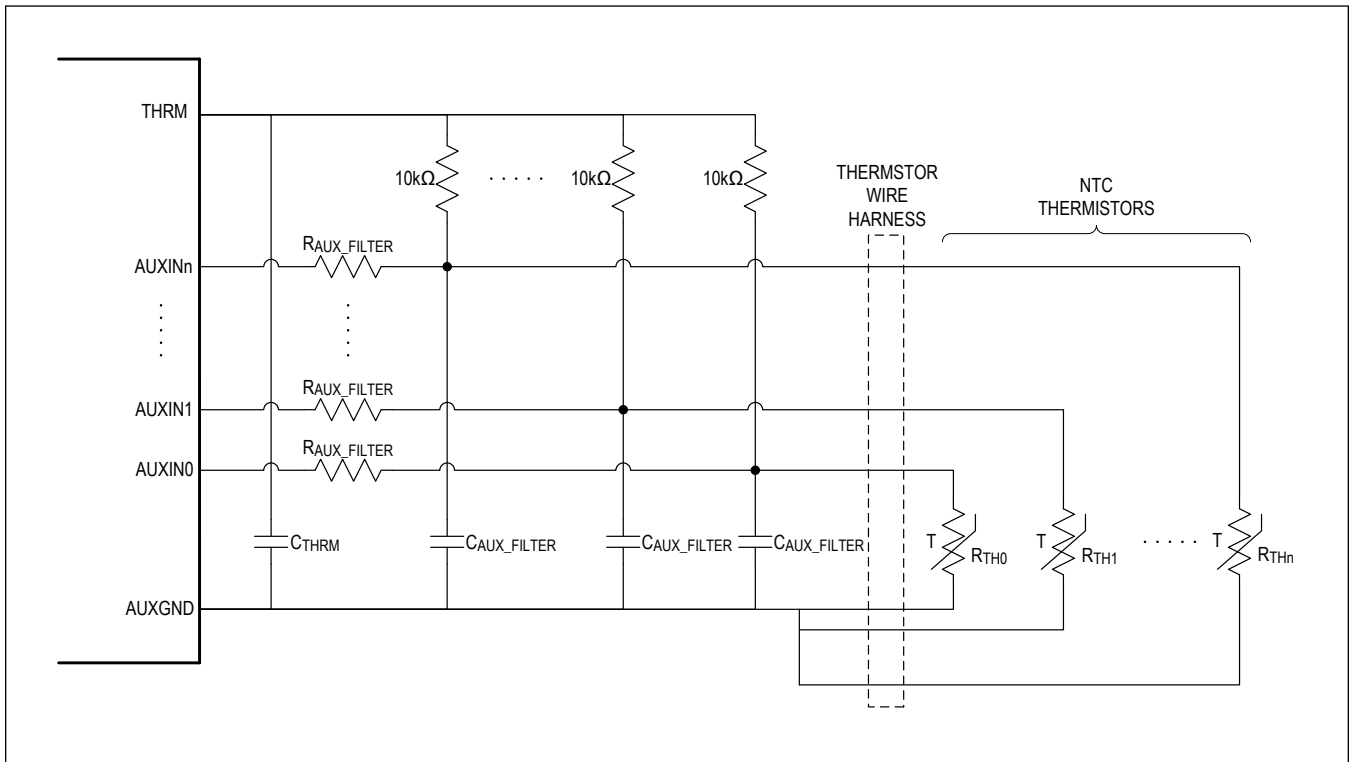 THRM
10kΩ
10kΩ
10kΩ
THERMSTOR
WIRE
HARNESS
NTC
THERMISTORS
RAUX_FILTER
AUXINn
RAUX_FILTER
AUXIN1
RAUX_FILTER
AUXIN0
CTHRM
CAUX_FILTER
CAUX_FILTER
CAUX_FILTER
T
RTH0
T
RTH1
T
RTHn
AUXGND